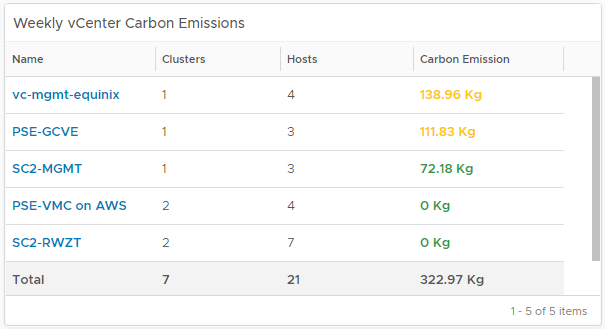 Weekly vCenter Carbon Emissions
Name Clusters Hosts Carbon Emission
vc-mgmt-equinix 1 4 138.96 Kg
PSE-GCVE 1 3 111.83 Kg
SC2-MGMT 1 3 72.18 Kg
PSE-VMC on AWS 2 4 0 Kg
SC2-RWZT 2 7 0 Kg
Total 7 21 322.97 Kg
1 - 5 of 5 items